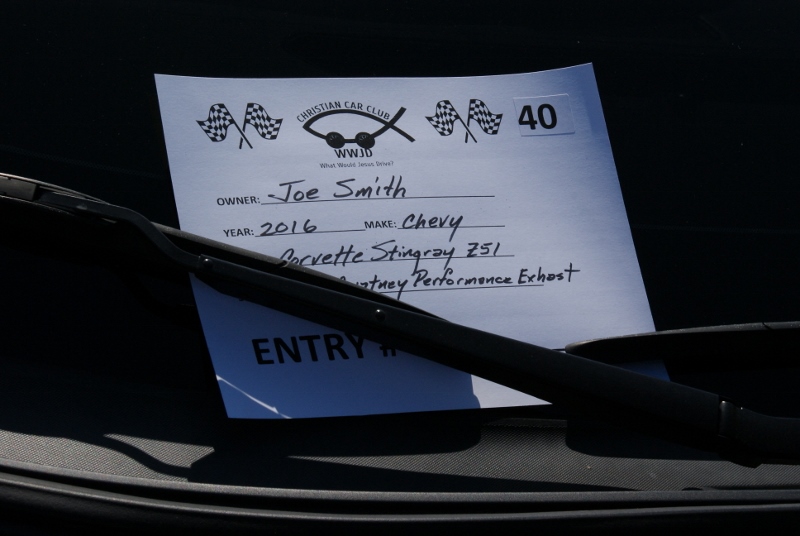 CHRISTIAN CAR CLUB
40
WWJD
What Would Jesus Drive?
OWNER: Joe Smith
YEAR: 2016 MAKE: Chevy
Corvette Stingray Z51
Performance Exhost
ENTRY #